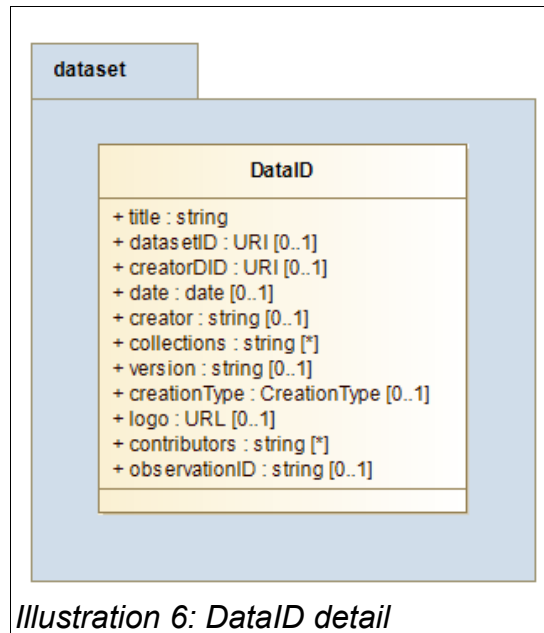 dataset
DataID
+ title : string
+ datasetID : URI [0..1]
+ creatorDID : URI [0..1]
+ date : date [0..1]
+ creator : string [0..1]
+ collections : string [*]
+ version : string [0..1]
+ creationType : CreationType [0..1]
+ logo : URL [0..1]
+ contributors : string [*]
+ observationID : string [0..1]
Illustration 6: DataID detail